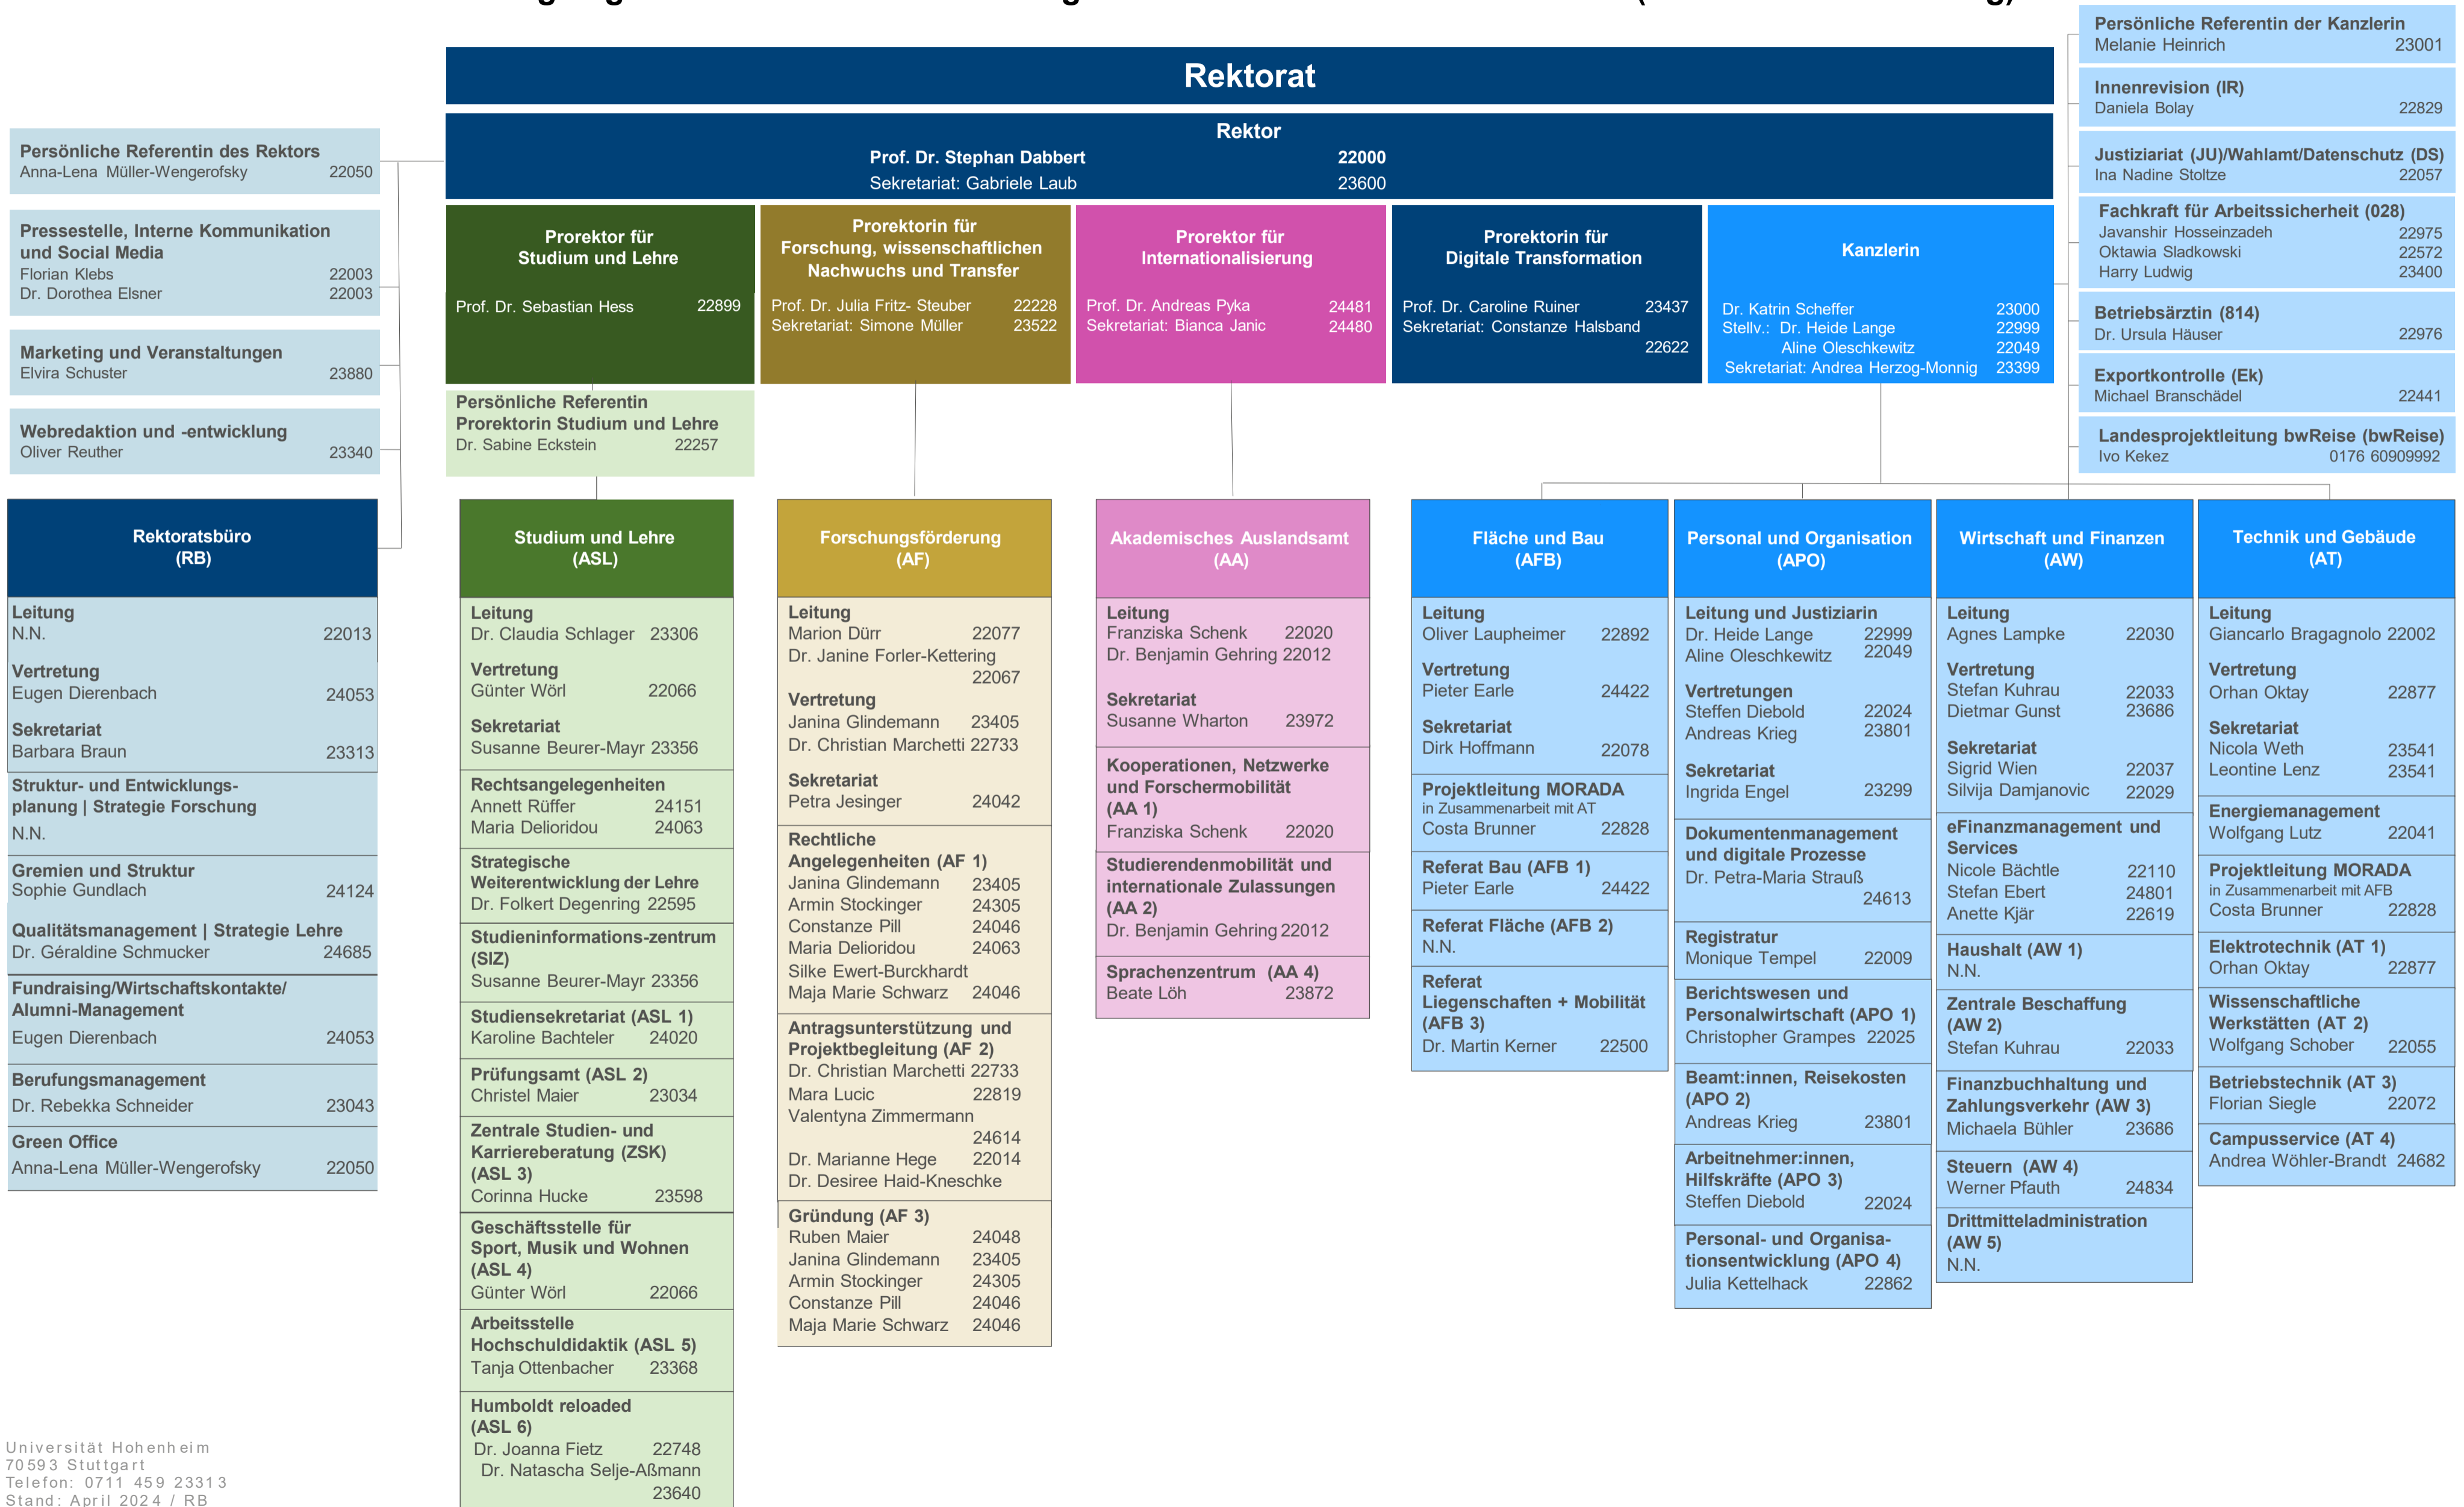 Rektorat
Rektor
Prof. Dr. Stephan Dabbert 22000
Sekretariat: Gabriele Laub 23600
Persönliche Referentin des Rektors
Anna-Lena Müller-Wengerofsky 22050
Pressestelle, Interne Kommunikation
und Social Media
Florian Klebs 22003
Dr. Dorothea Elsner 22003
Marketing und Veranstaltungen
Elvira Schuster 23880
Webredaktion und -entwicklung
Oliver Reuther 23340
Prorektor für
Studium und Lehre
Prof. Dr. Sebastian Hess 22899
Persönliche Referentin
Prorektorin Studium und Lehre
Dr. Sabine Eckstein 22257
Prorektorin für
Forschung, wissenschaftlichen
Nachwuchs und Transfer
Prof. Dr. Julia Fritz- Steuber 22228
Sekretariat: Simone Müller 23522
Prorektor für
Internationalisierung
Prof. Dr. Andreas Pyka 24481
Sekretariat: Bianca Janic 24480
Prorektorin für
Digitale Transformation
Prof. Dr. Caroline Ruiner 23437
Sekretariat: Constanze Halsband
22622
Kanzlerin
Dr. Katrin Scheffer 23000
Stellv.: Dr. Heide Lange 22999
Aline Oleschkewitz 22049
Sekretariat: Andrea Herzog-Monnig 23399
Persönliche Referentin der Kanzlerin
Melanie Heinrich 23001
Innenrevision (IR)
Daniela Bolay 22829
Justiziariat (JU)/Wahlamt/Datenschutz (DS)
Ina Nadine Stoltze 22057
Fachkraft für Arbeitssicherheit (028)
Javanshir Hosseinzadeh 22975
Oktawia Sladkowski 22572
Harry Ludwig 23400
Betriebsärztin (814)
Dr. Ursula Häuser 22976
Exportkontrolle (Ek)
Michael Branschädel 22441
Landesprojektleitung bwReise (bwReise)
Ivo Kekez 0176 60909992
Rektoratsbüro
(RB)
Leitung
N.N. 22013
Vertretung
Eugen Dierenbach 24053
Sekretariat
Barbara Braun 23313
Struktur- und Entwicklungs-
planung | Strategie Forschung
N.N.
Gremien und Struktur
Sophie Gundlach 24124
Qualitätsmanagement | Strategie Lehre
Dr. Géraldine Schmucker 24685
Fundraising/Wirtschaftskontakte/
Alumni-Management
Eugen Dierenbach 24053
Berufungsmanagement
Dr. Rebekka Schneider 23043
Green Office
Anna-Lena Müller-Wengerofsky 22050
Studium und Lehre
(ASL)
Leitung
Dr. Claudia Schlager 23306
Vertretung
Günter Wörl 22066
Sekretariat
Susanne Beurer-Mayr 23356
Rechtsangelegenheiten
Annett Rüffer 24151
Maria Delioridou 24063
Strategische
Weiterentwicklung der Lehre
Dr. Folkert Degenring 22595
Studieninformations-zentrum
(SIZ)
Susanne Beurer-Mayr 23356
Studiensekretariat (ASL 1)
Karoline Bachteler 24020
Prüfungsamt (ASL 2)
Christel Maier 23034
Zentrale Studien- und
Karriereberatung (ZSK)
(ASL 3)
Corinna Hucke 23598
Geschäftsstelle für
Sport, Musik und Wohnen
(ASL 4)
Günter Wörl 22066
Arbeitsstelle
Hochschuldidaktik (ASL 5)
Tanja Ottenbacher 23368
Humboldt reloaded
(ASL 6)
Dr. Joanna Fietz 22748
Dr. Natascha Selje-Aßmann
23640
Forschungsförderung
(AF)
Leitung
Marion Dürr 22077
Dr. Janine Forler-Kettering
22067
Vertretung
Janina Glindemann 23405
Dr. Christian Marchetti 22733
Sekretariat
Petra Jesinger 24042
Rechtliche
Angelegenheiten (AF 1)
Janina Glindemann 23405
Armin Stockinger 24305
Constanze Pill 24046
Maria Delioridou 24063
Silke Ewert-Burckhardt
Maja Marie Schwarz 24046
Antragsunterstützung und
Projektbegleitung (AF 2)
Dr. Christian Marchetti 22733
Mara Lucic 22819
Valentyna Zimmermann
24614
Dr. Marianne Hege 22014
Dr. Desiree Haid-Kneschke
Gründung (AF 3)
Ruben Maier 24048
Janina Glindemann 23405
Armin Stockinger 24305
Constanze Pill 24046
Maja Marie Schwarz 24046
Akademisches Auslandsamt
(AA)
Leitung
Franziska Schenk 22020
Dr. Benjamin Gehring 22012
Sekretariat
Susanne Wharton 23972
Kooperationen, Netzwerke
und Forschermobilität
(AA 1)
Franziska Schenk 22020
Studierendenmobilität und
internationale Zulassungen
(AA 2)
Dr. Benjamin Gehring 22012
Sprachenzentrum (AA 4)
Beate Löh 23872
Fläche und Bau
(AFB)
Leitung
Oliver Laupheimer 22892
Vertretung
Pieter Earle 24422
Sekretariat
Dirk Hoffmann 22078
Projektleitung MORADA
in Zusammenarbeit mit AT
Costa Brunner 22828
Referat Bau (AFB 1)
Pieter Earle 24422
Referat Fläche (AFB 2)
N.N.
Referat
Liegenschaften + Mobilität
(AFB 3)
Dr. Martin Kerner 22500
Personal und Organisation
(APO)
Leitung und Justiziarin
Dr. Heide Lange 22999
Aline Oleschkewitz 22049
Vertretungen
Steffen Diebold 22024
Andreas Krieg 23801
Sekretariat
Ingrida Engel 23299
Dokumentenmanagement
und digitale Prozesse
Dr. Petra-Maria Strauß
24613
Registratur
Monique Tempel 22009
Berichtswesen und
Personalwirtschaft (APO 1)
Christopher Grampes 22025
Beamt:innen, Reisekosten
(APO 2)
Andreas Krieg 23801
Arbeitnehmer:innen,
Hilfskräfte (APO 3)
Steffen Diebold 22024
Personal- und Organisa-
tionsentwicklung (APO 4)
Julia Kettelhack 22862
Wirtschaft und Finanzen
(AW)
Leitung
Agnes Lampke 22030
Vertretung
Stefan Kuhrau 22033
Dietmar Gunst 23686
Sekretariat
Sigrid Wien 22037
Silvija Damjanovic 22029
eFinanzmanagement und
Services
Nicole Bächtle 22110
Stefan Ebert 24801
Anette Kjär 22619
Haushalt (AW 1)
N.N.
Zentrale Beschaffung
(AW 2)
Stefan Kuhrau 22033
Finanzbuchhaltung und
Zahlungsverkehr (AW 3)
Michaela Bühler 23686
Steuern (AW 4)
Werner Pfauth 24834
Drittmitteladministration
(AW 5)
N.N.
Technik und Gebäude
(AT)
Leitung
Giancarlo Bragagnolo 22002
Vertretung
Orhan Oktay 22877
Sekretariat
Nicola Weth 23541
Leontine Lenz 23541
Energiemanagement
Wolfgang Lutz 22041
Projektleitung MORADA
in Zusammenarbeit mit AFB
Costa Brunner 22828
Elektrotechnik (AT 1)
Orhan Oktay 22877
Wissenschaftliche
Werkstätten (AT 2)
Wolfgang Schober 22055
Betriebstechnik (AT 3)
Florian Siegle 22072
Campusservice (AT 4)
Andrea Wöhler-Brandt 24682
Universität Hohenheim
70593 Stuttgart
Telefon: 0711 459 23313
Stand: April 2024 / RB